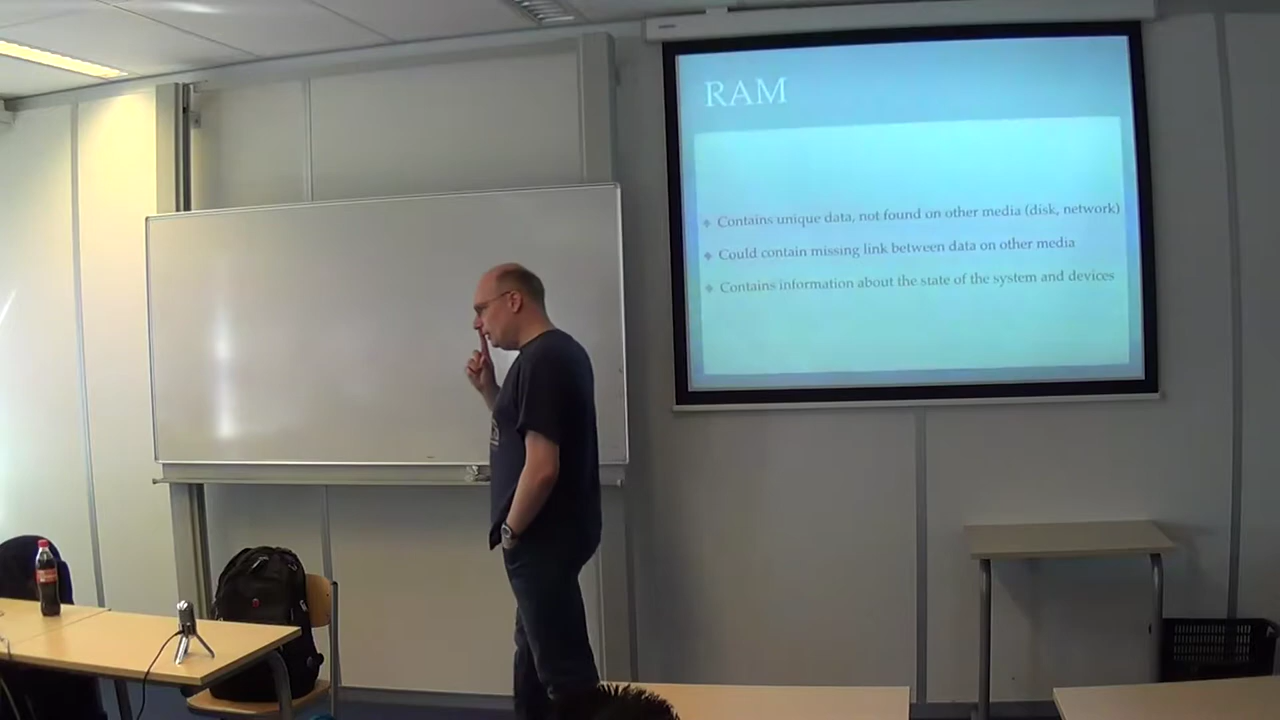 RAM
Contains unique data, not found on other media (disk, network)
Could contain missing link between data on other media
Contains information about the state of the system and devices